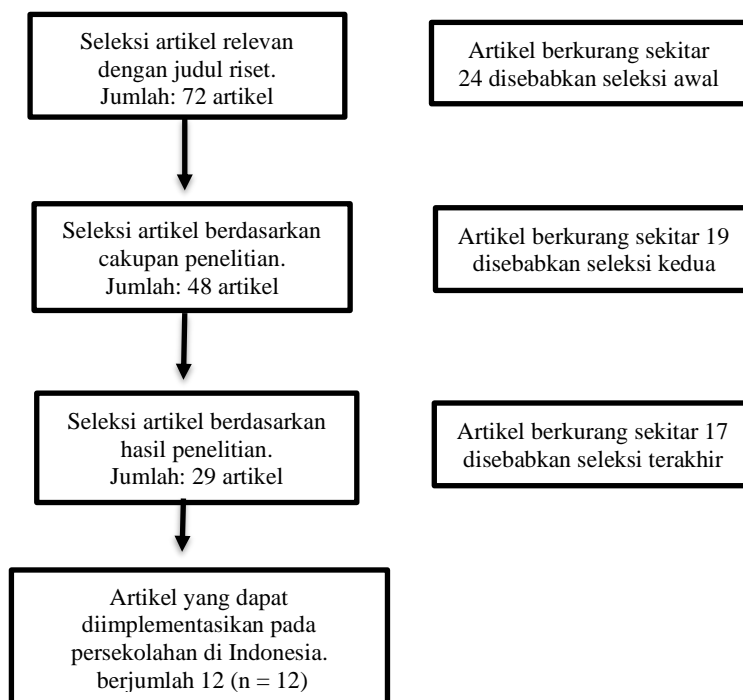 Seleksi artikel relevan
dengan judul riset.
Jumlah: 72 artikel
Artikel berkurang sekitar
24 disebabkan seleksi awal
Seleksi artikel berdasarkan
cakupan penelitian.
Jumlah: 48 artikel
Artikel berkurang sekitar 19
disebabkan seleksi kedua
Seleksi artikel berdasarkan
hasil penelitian.
Jumlah: 29 artikel
Artikel berkurang sekitar 17
disebabkan seleksi terakhir
Artikel yang dapat
diimplementasikan pada
persekolahan di Indonesia.
berjumlah 12 (n = 12)